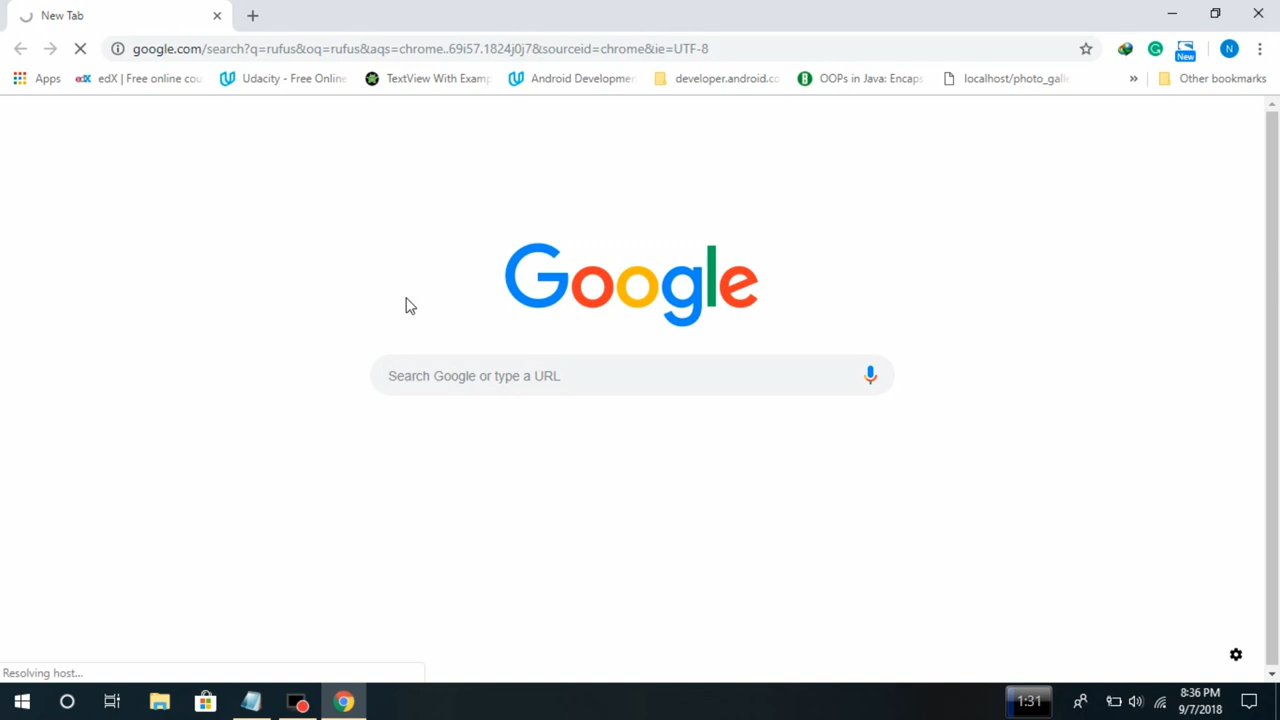 New Tab
google.com/search?q=rufus&oq=rufus&aqs=chrome..69i57.1824j0j7&sourceid=chrome&ie=UTF-8
New
N
Apps
edX | Free online cou
Udacity - Free Online
TextView With Examp
Android Developmen
developer.android.co
OOPs in Java: Encaps
localhost/photo_gall
»
Other bookmarks
Google
Search Google or type a URL
Resolving host...
1:31
8:36 PM
9/7/2018